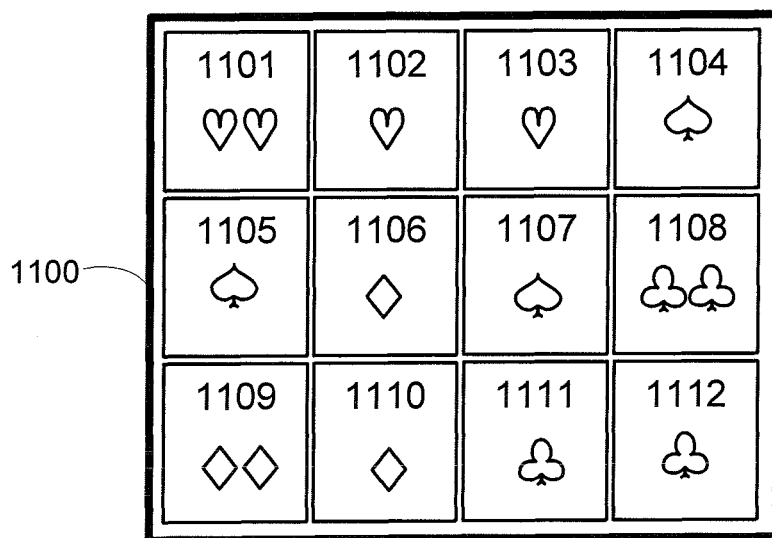 1101 1102 1103 1104
♡♡ ♡ ♡ ♤
1105 1106 1107 1108
♤ ♢ ♤ ♧♧
1100
1109 1110 1111 1112
♢♢ ♢ ♧ ♧